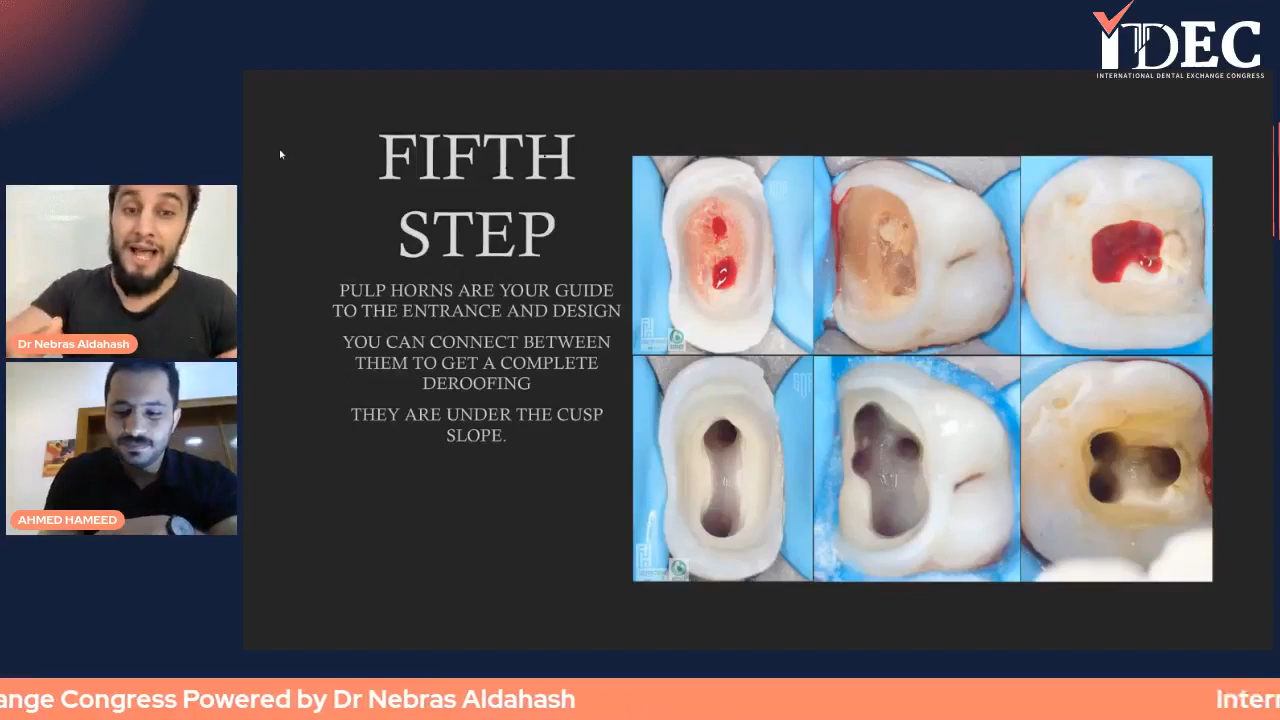 IDEC
INTERNATIONAL DENTAL EXCHANGE CONGRESS
FIFTH
STEP
PULP HORNS ARE YOUR GUIDE
TO THE ENTRANCE AND DESIGN
YOU CAN CONNECT BETWEEN
THEM TO GET A COMPLETE
DEROOFING
THEY ARE UNDER THE CUSP
SLOPE.
Dr Nebras Aldahash
AHMED HAMEED
ange Congress Powered by Dr Nebras Aldahash
Intern